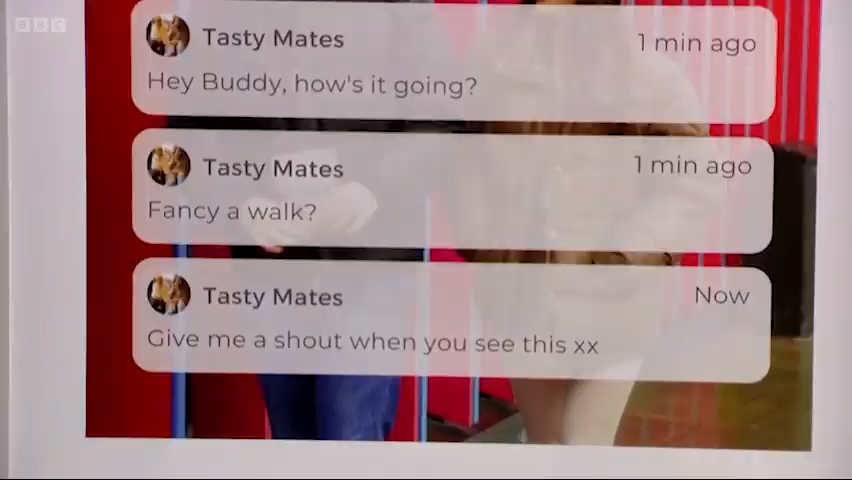 BBC
Tasty Mates 1 min ago
Hey Buddy, how's it going?
Tasty Mates 1 min ago
Fancy a walk?
Tasty Mates Now
Give me a shout when you see this xx